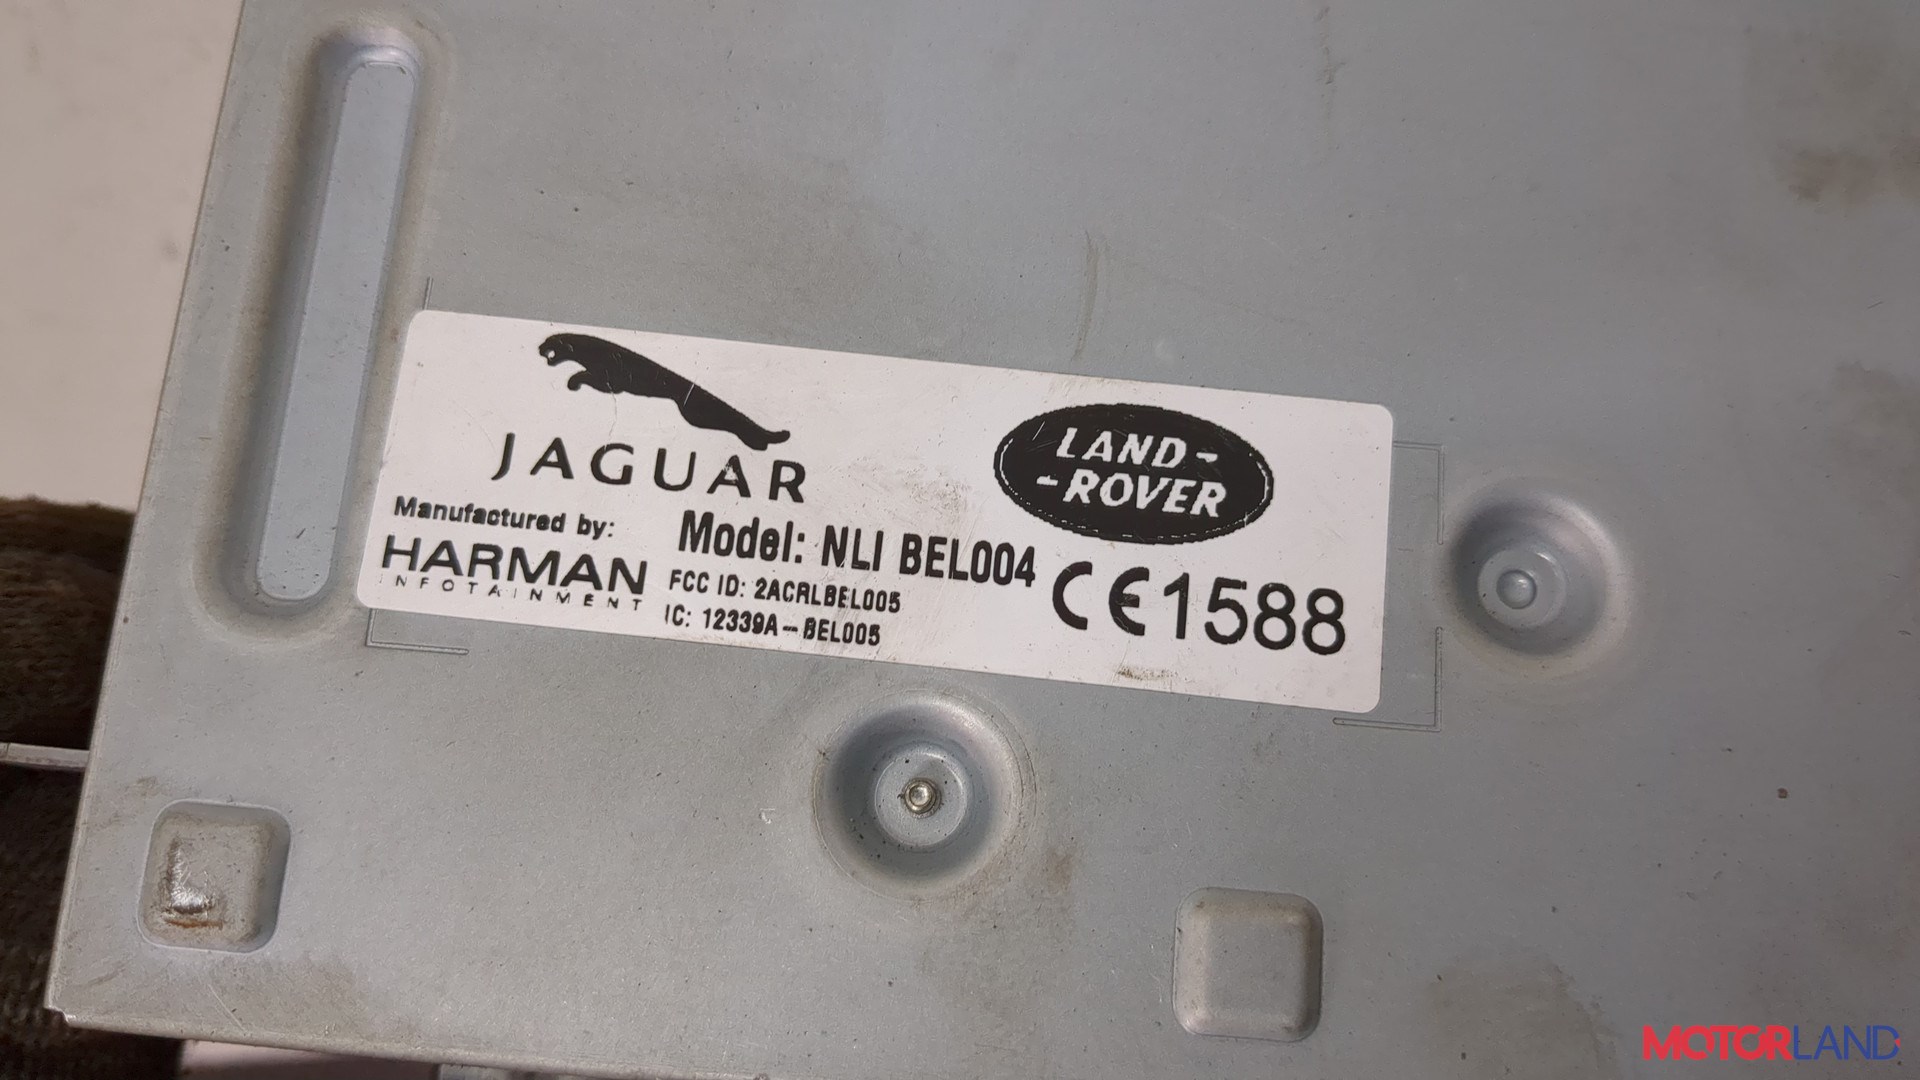 JAGUAR
LAND-
-ROVER
Manufactured by:
HARMAN
INFOTAINMENT
Model: NLI BEL004
FCC ID: 2ACRLBEL005
IC: 12339A-BEL005
CE1588
MOTORLAND